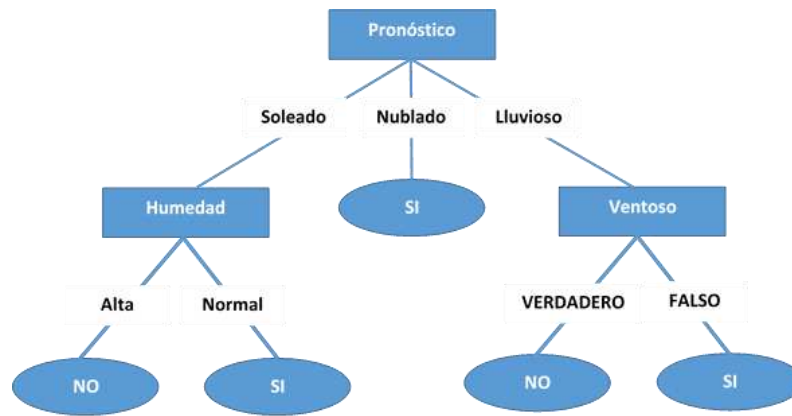 Pronóstico
Soleado Nublado Lluvioso
Humedad SI Ventoso
Alta Normal VERDADERO FALSO
NO SI NO SI